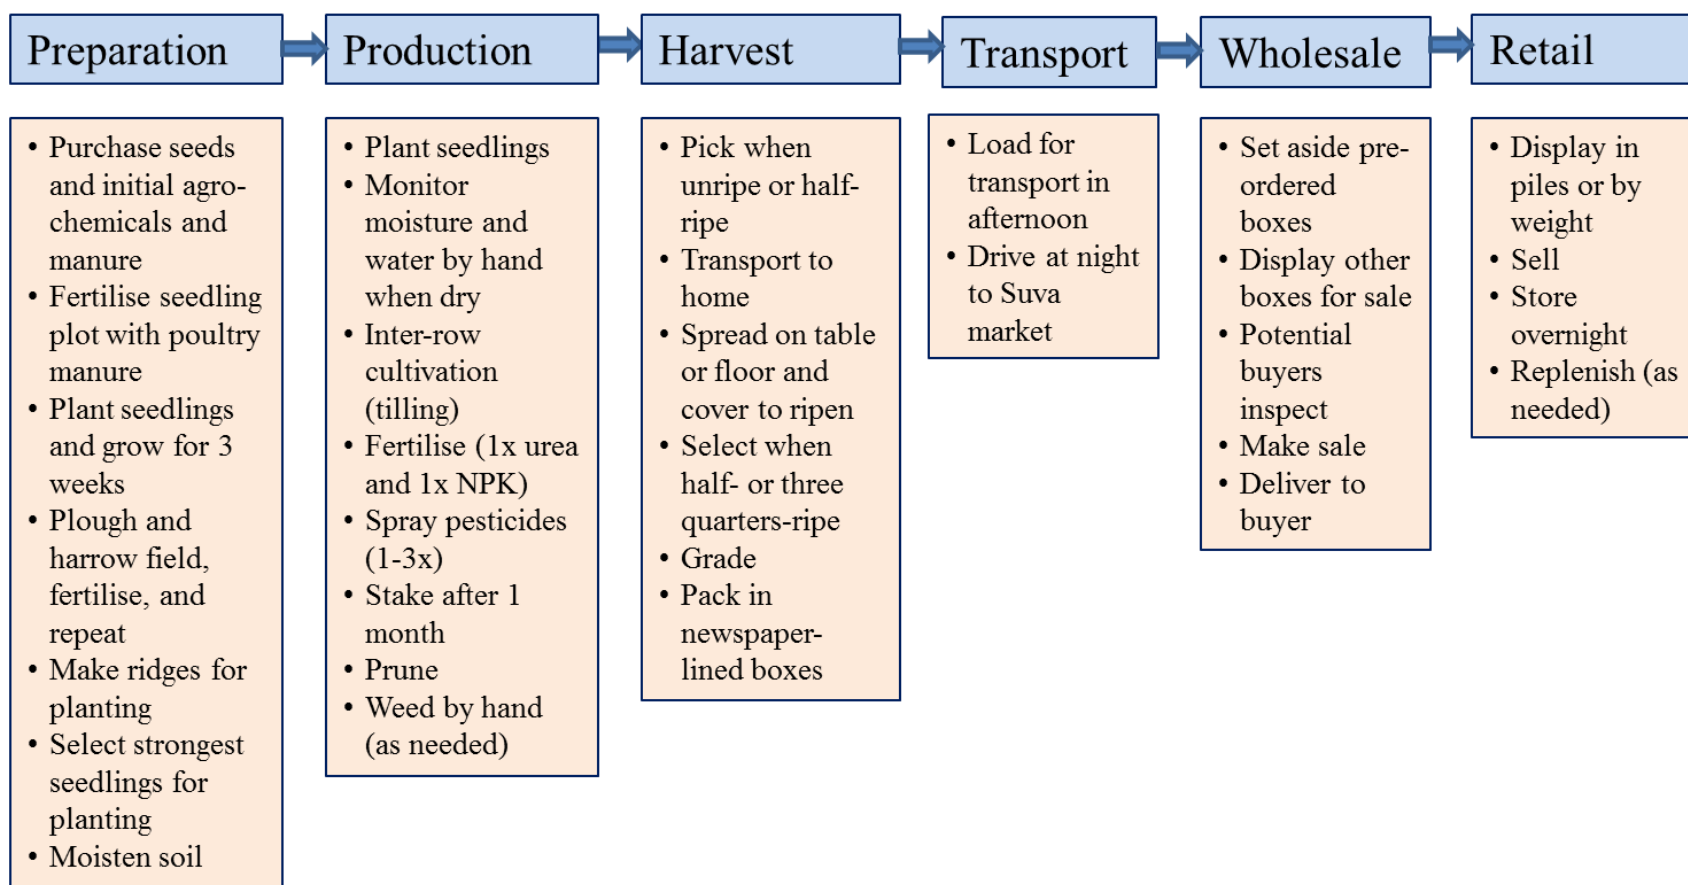 Preparation
Production
Harvest
Transport
Wholesale
Retail
• Purchase seeds
and initial agro-
chemicals and
manure
• Fertilise seedling
plot with poultry
manure
• Plant seedlings
and grow for 3
weeks
• Plough and
harrow field,
fertilise, and
repeat
• Make ridges for
planting
• Select strongest
seedlings for
planting
• Moisten soil
• Plant seedlings
• Monitor
moisture and
water by hand
when dry
• Inter-row
cultivation
(tilling)
• Fertilise (1x urea
and 1x NPK)
• Spray pesticides
(1-3x)
• Stake after 1
month
• Prune
• Weed by hand
(as needed)
• Pick when
unripe or half-
ripe
• Transport to
home
• Spread on table
or floor and
cover to ripen
• Select when
half- or three
quarters-ripe
• Grade
• Pack in
newspaper-
lined boxes
• Load for
transport in
afternoon
• Drive at night
to Suva
market
• Set aside pre-
ordered
boxes
• Display other
boxes for sale
• Potential
buyers
inspect
• Make sale
• Deliver to
buyer
• Display in
piles or by
weight
• Sell
• Store
overnight
• Replenish (as
needed)